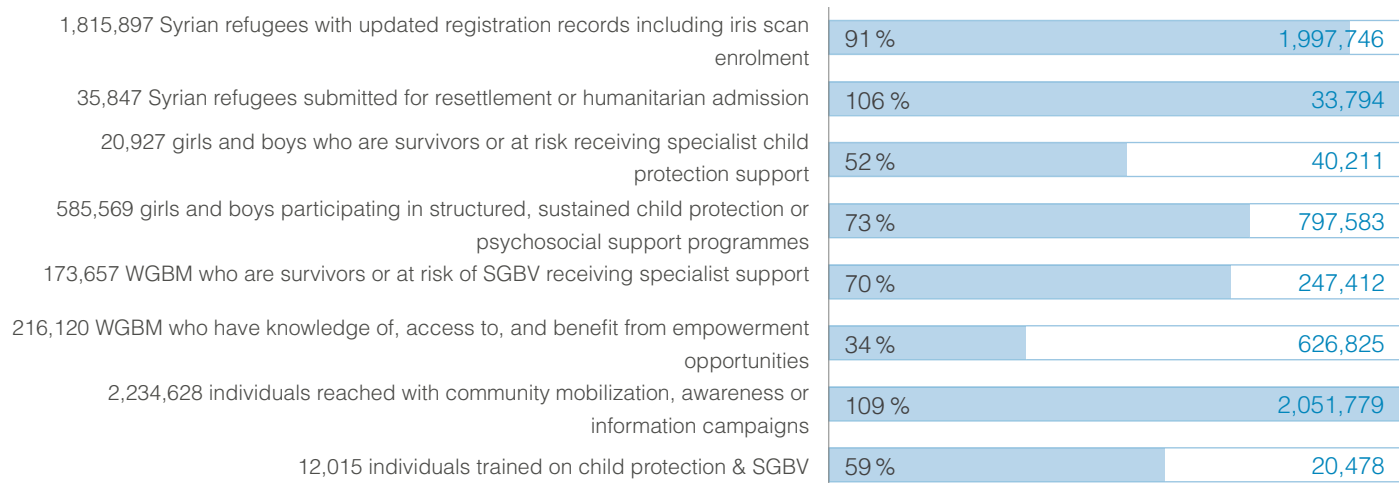 1,815,897 Syrian refugees with updated registration records including iris scan
enrolment
91 %
1,997,746
35,847 Syrian refugees submitted for resettlement or humanitarian admission
106 %
33,794
20,927 girls and boys who are survivors or at risk receiving specialist child
protection support
52 %
40,211
585,569 girls and boys participating in structured, sustained child protection or
psychosocial support programmes
73 %
797,583
173,657 WGBM who are survivors or at risk of SGBV receiving specialist support
70 %
247,412
216,120 WGBM who have knowledge of, access to, and benefit from empowerment
opportunities
34 %
626,825
2,234,628 individuals reached with community mobilization, awareness or
information campaigns
109 %
2,051,779
12,015 individuals trained on child protection & SGBV
59 %
20,478